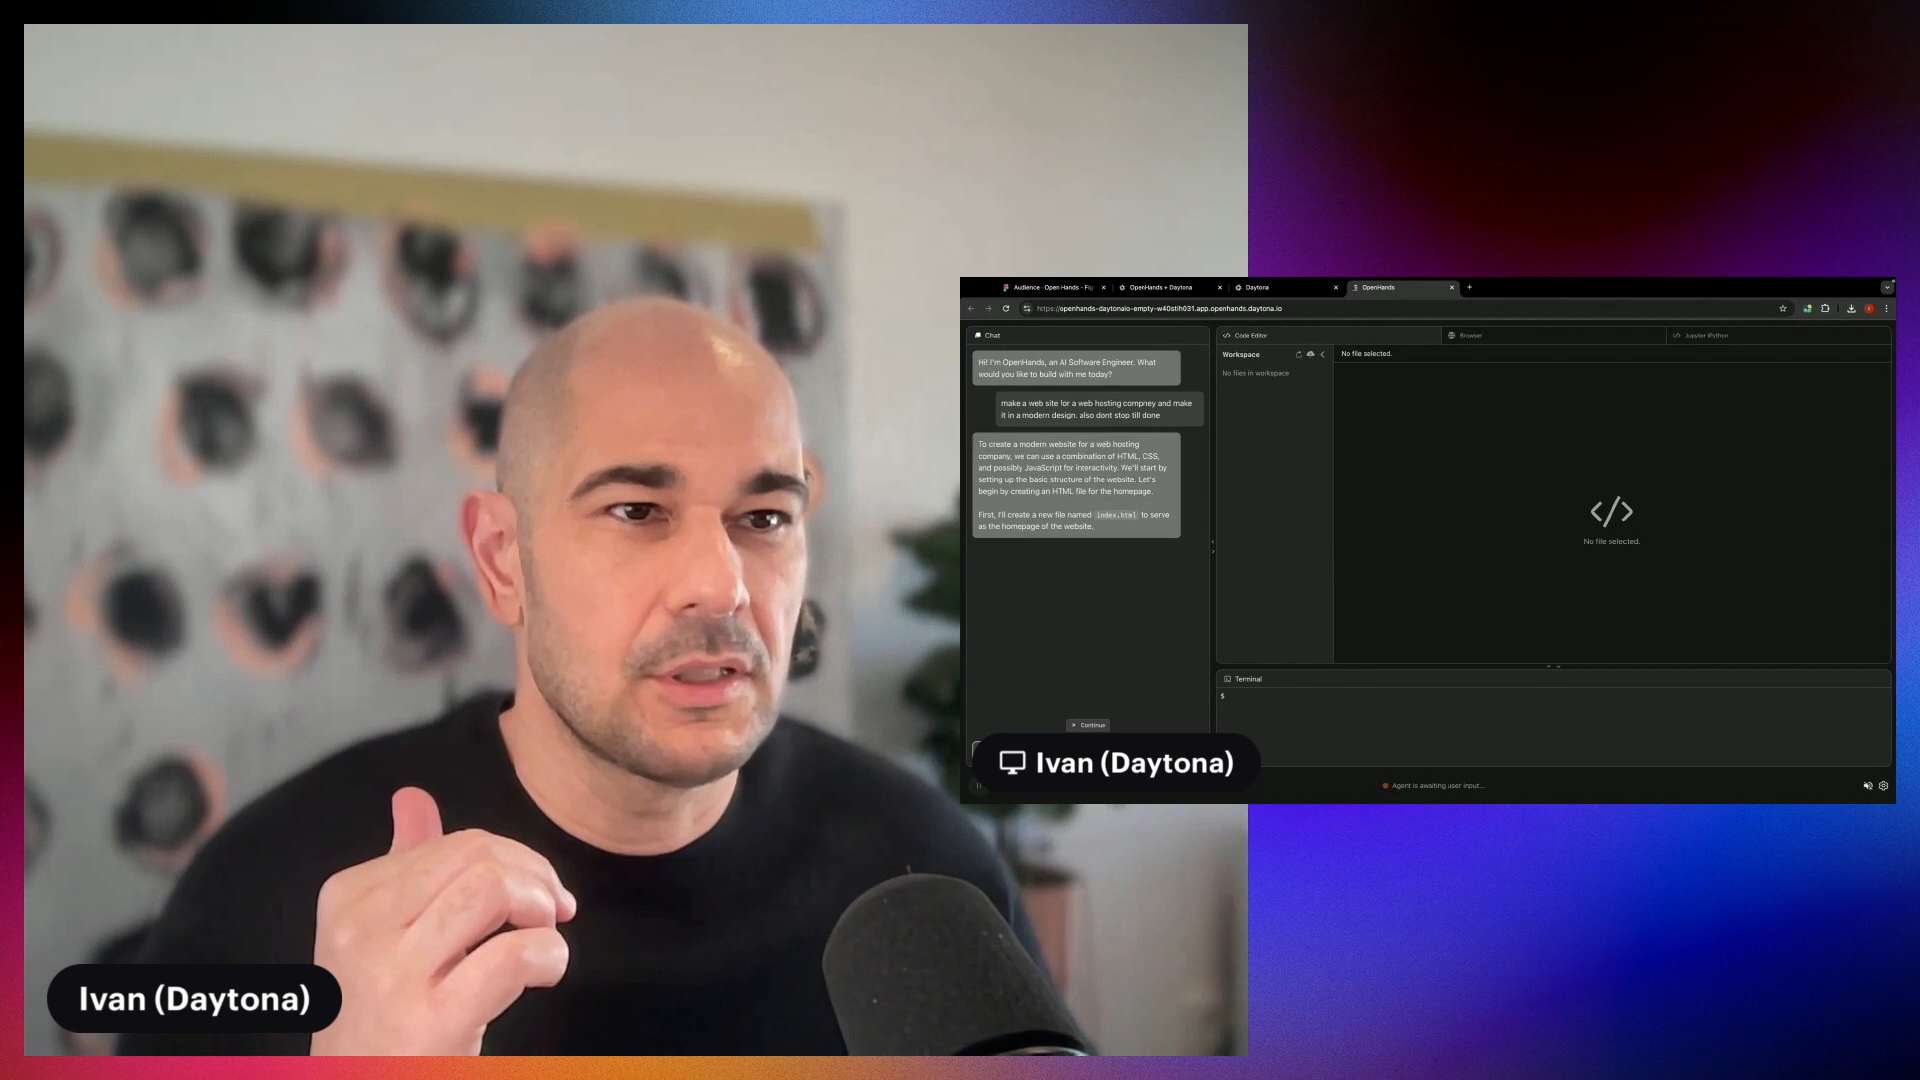 Audience · Open Hands - Fig
OpenHands + Daytona
Daytona
OpenHands
https://openhands-daytonaio-empty-w40stih031.app.openhands.daytona.io
Chat
Hi! I'm OpenHands, an AI Software Engineer. What
would you like to build with me today?
make a web site for a web hosting compney and make
it in a modern design. also dont stop till done
To create a modern website for a web hosting
company, we can use a combination of HTML, CSS,
and possibly JavaScript for interactivity. We'll start by
setting up the basic structure of the website. Let's
begin by creating an HTML file for the homepage.
First, I'll create a new file named index.html to serve
as the homepage of the website.
Continue
Code Editor
Browser
Jupyter IPython
Workspace
No files in workspace
No file selected.
</>
No file selected.
Terminal
$
Agent is awaiting user input...
Ivan (Daytona)
Ivan (Daytona)